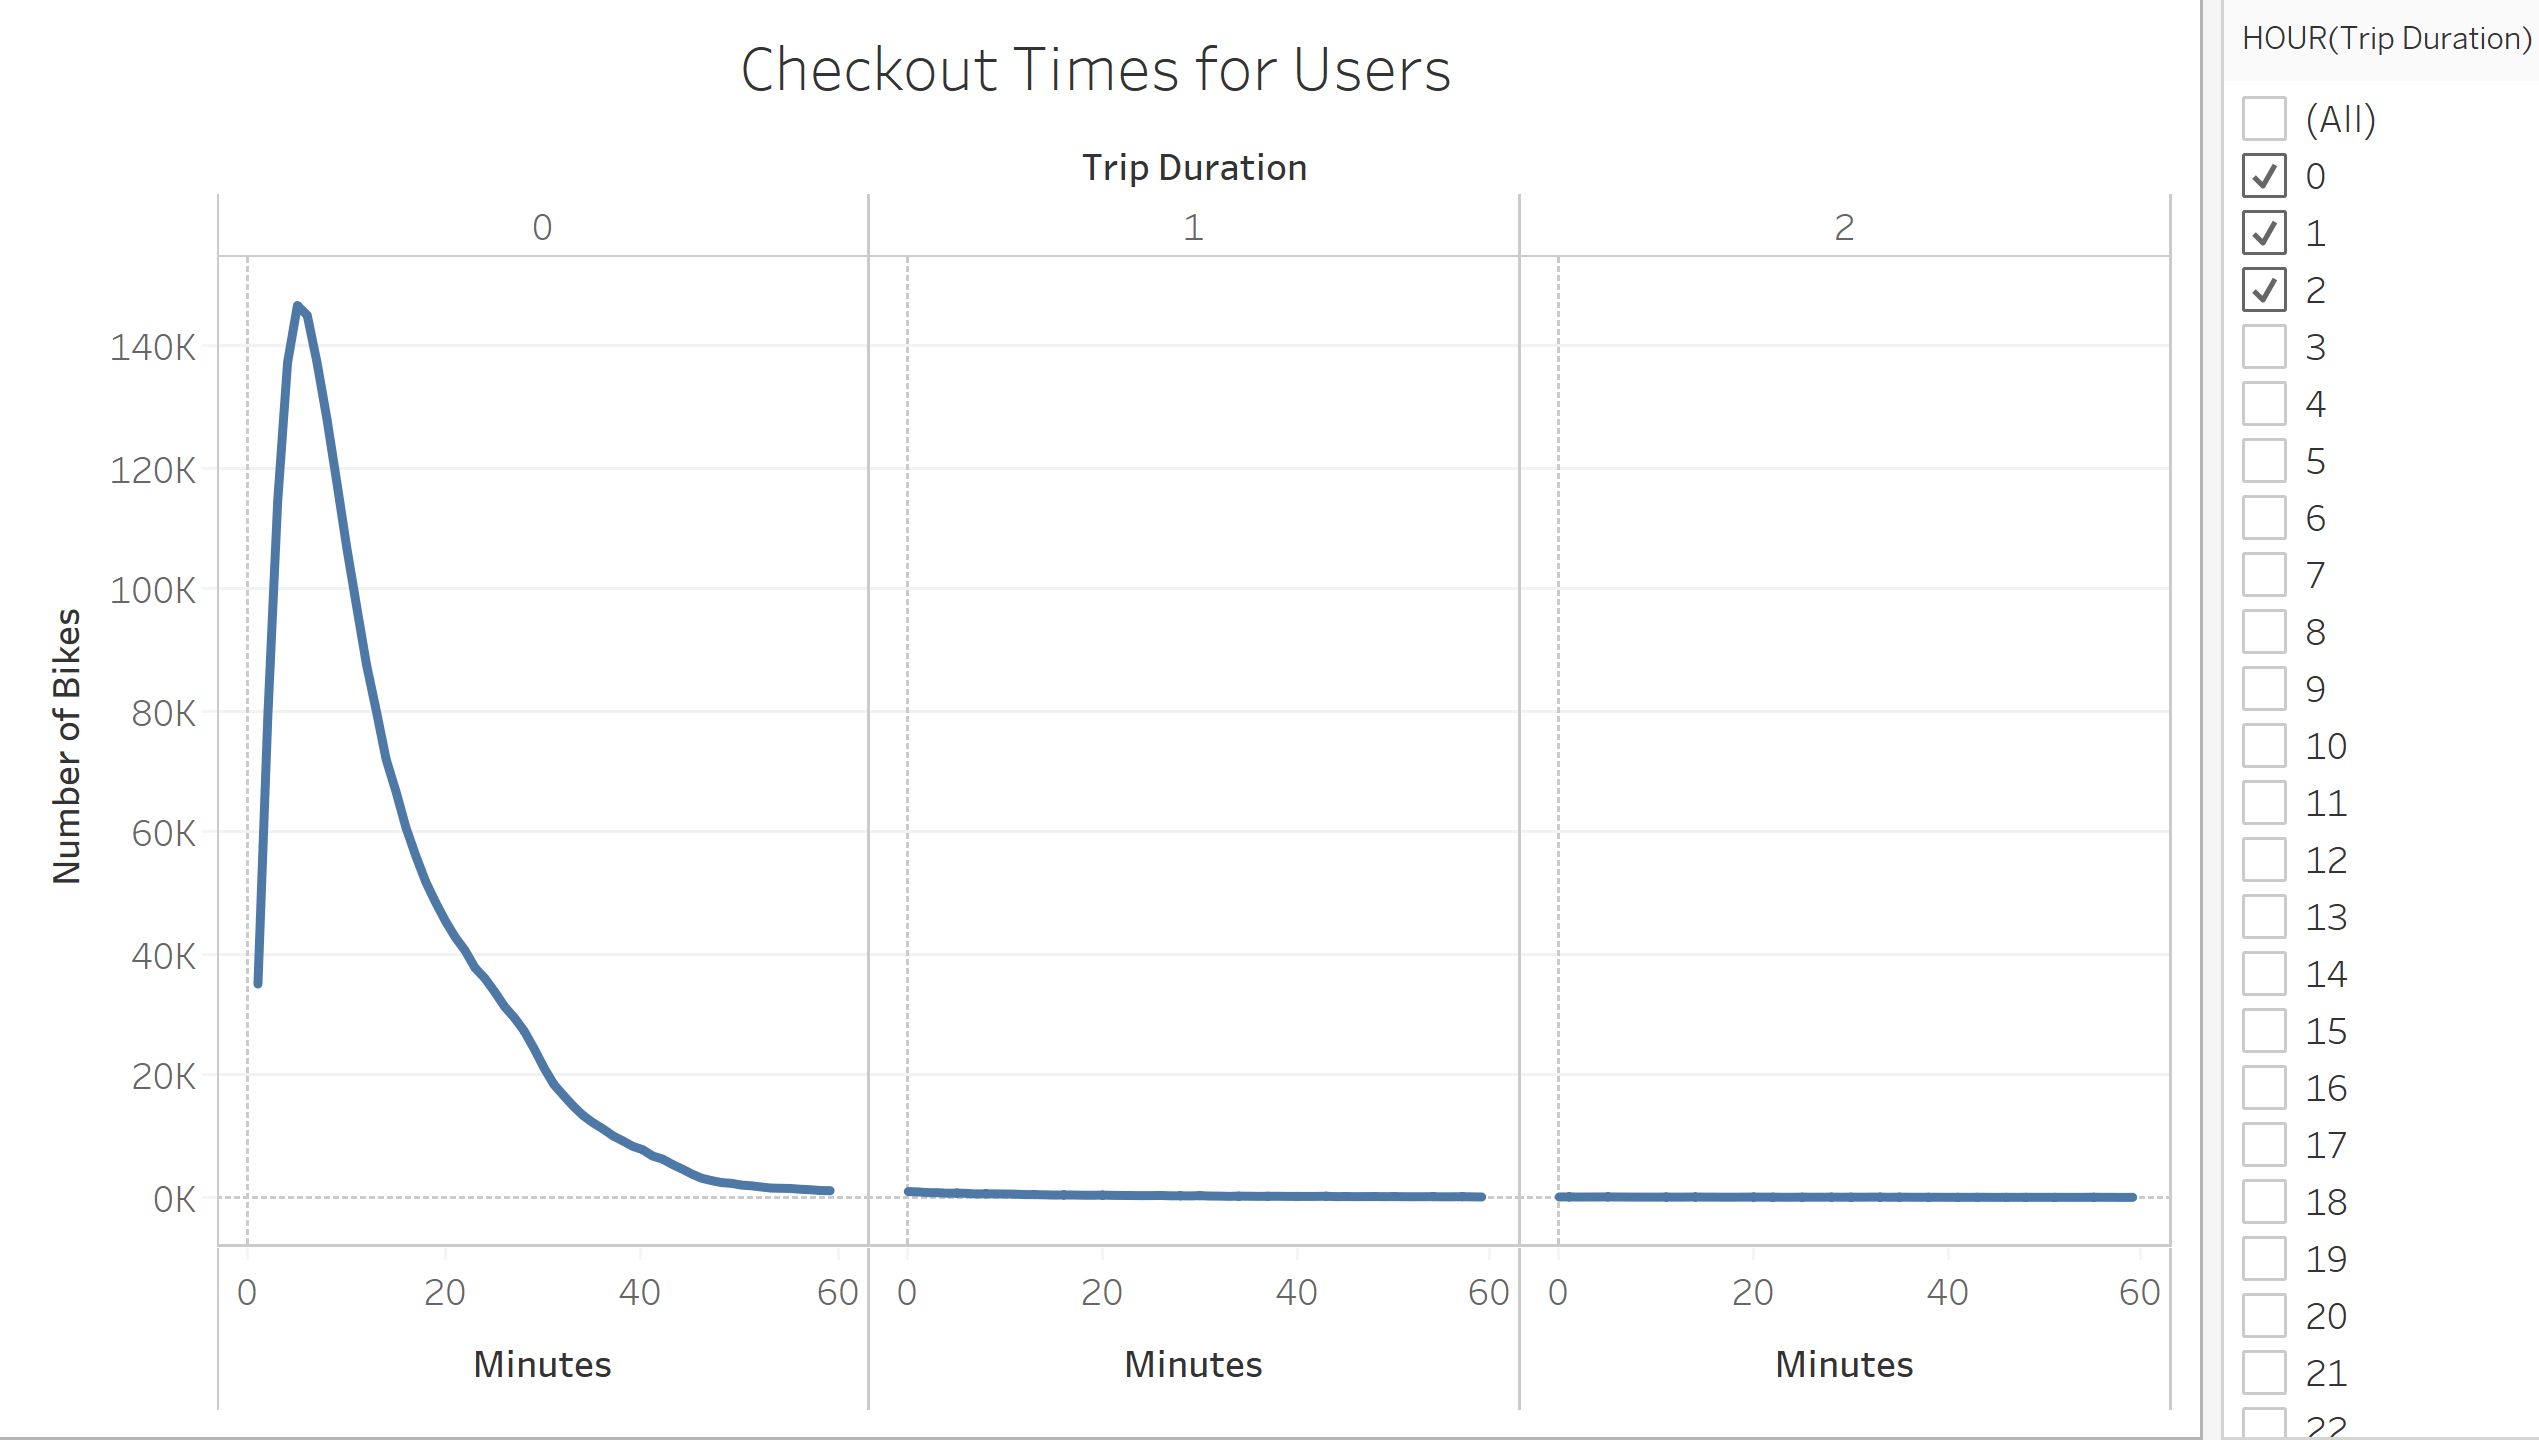 Checkout Times for Users
Trip Duration
0 1 2
140K
120K
100K
80K
60K
40K
20K
0K
Number of Bikes
0 20 40 60 0 20 40 60 0 20 40 60
Minutes Minutes Minutes
HOUR(Trip Duration)
(All)
0
1
2
3
4
5
6
7
8
9
10
11
12
13
14
15
16
17
18
19
20
21
22